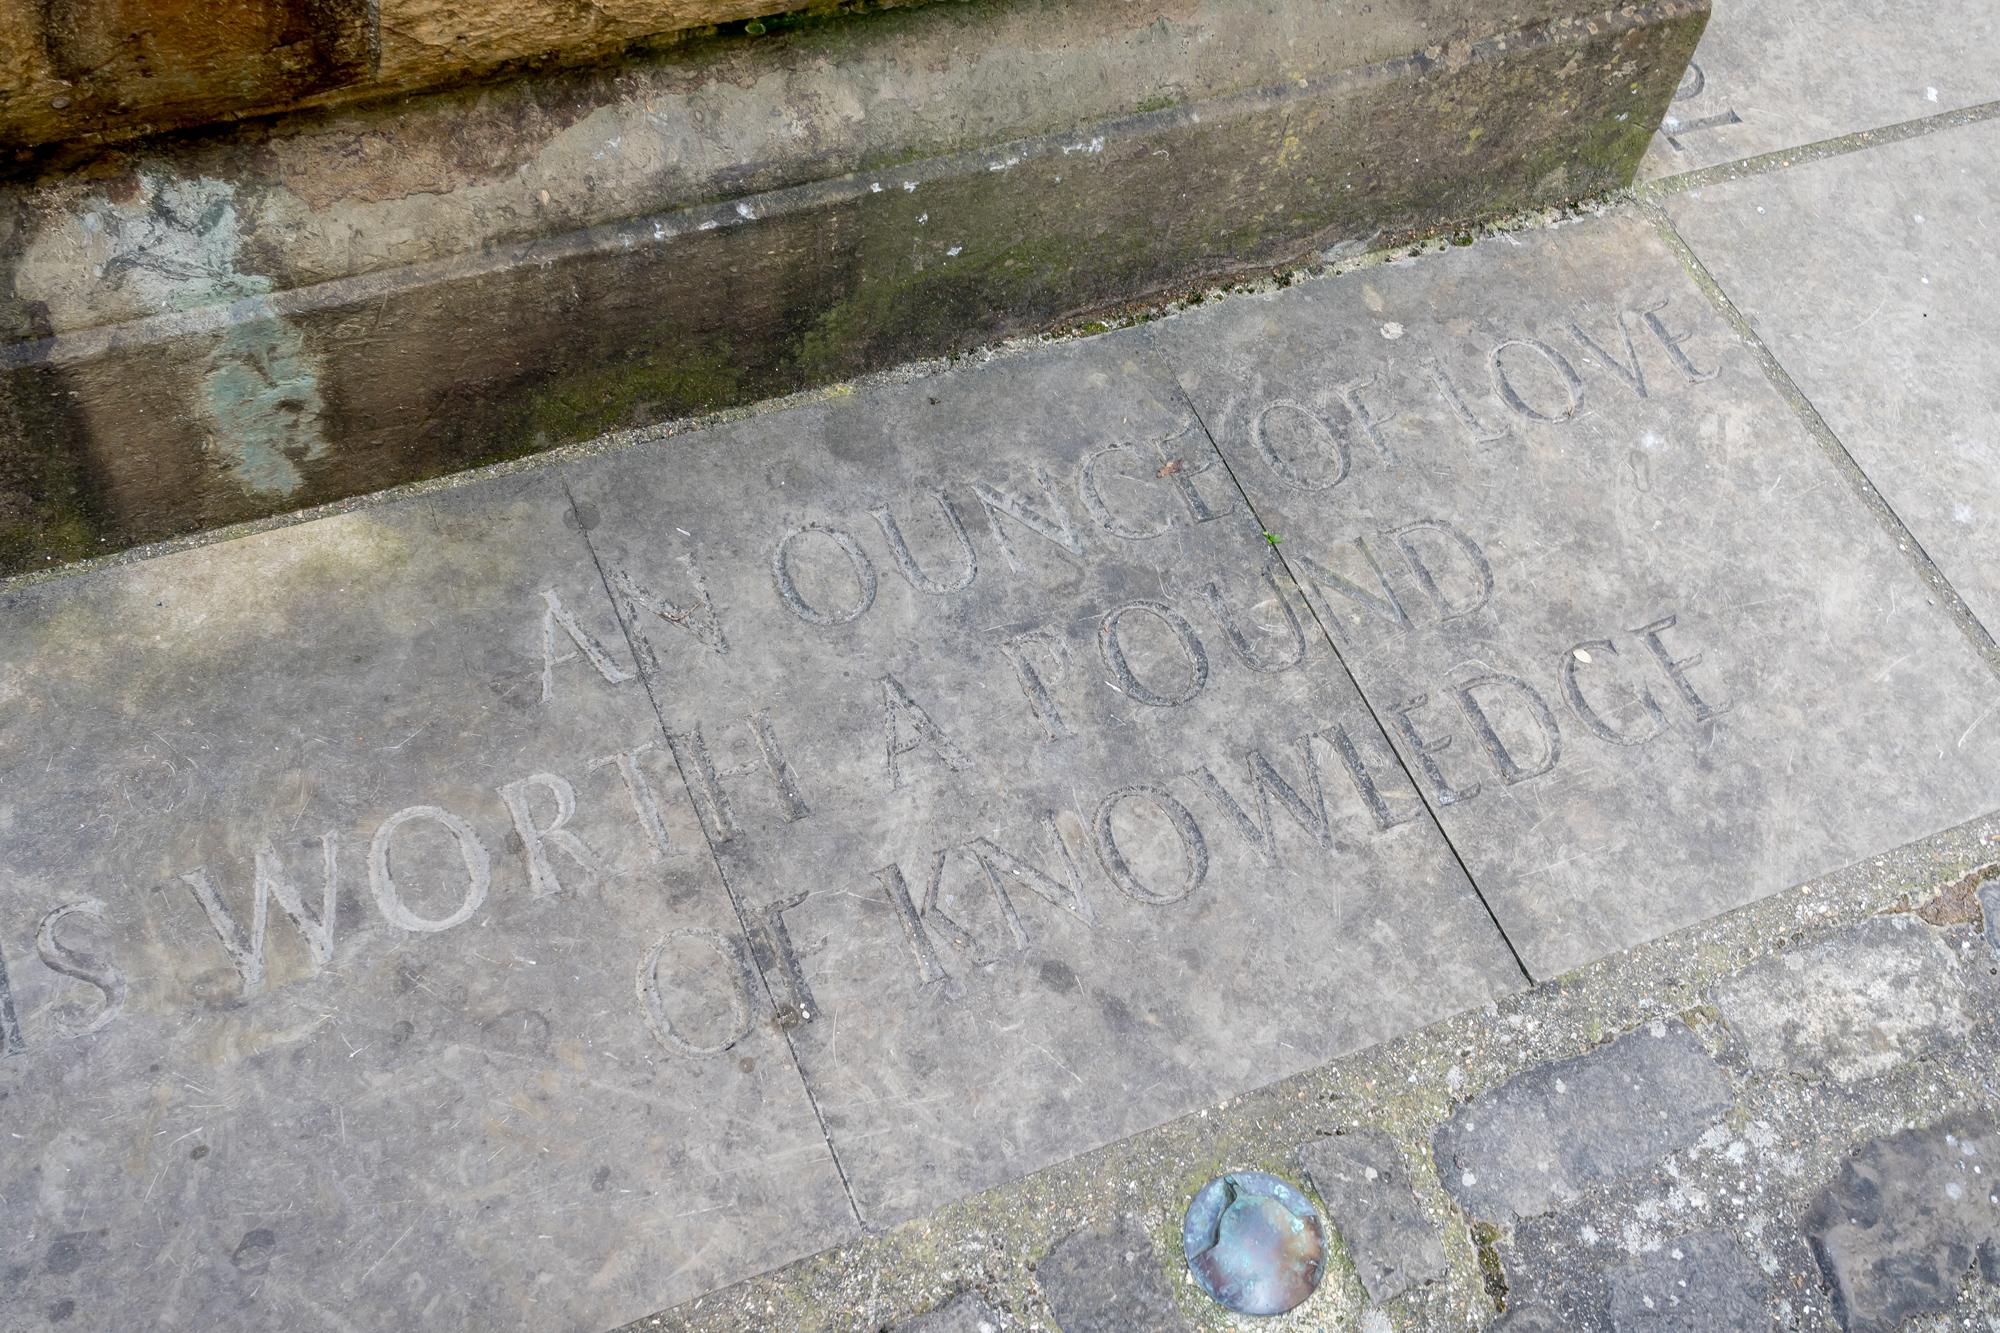 AN OUNCE OF LOVE
IS WORTH A POUND
OF KNOWLEDGE